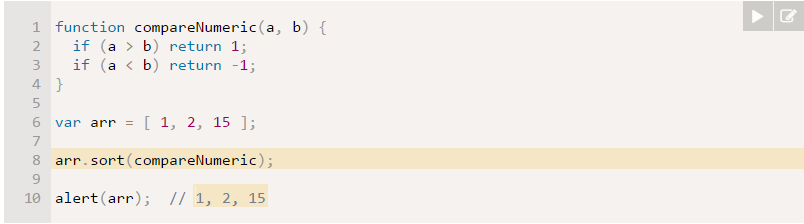 1 function compareNumeric(a, b) {
2   if (a > b) return 1;
3   if (a < b) return -1;
4 }
5
6 var arr = [ 1, 2, 15 ];
7
8 arr.sort(compareNumeric);
9
10 alert(arr);  // 1, 2, 15